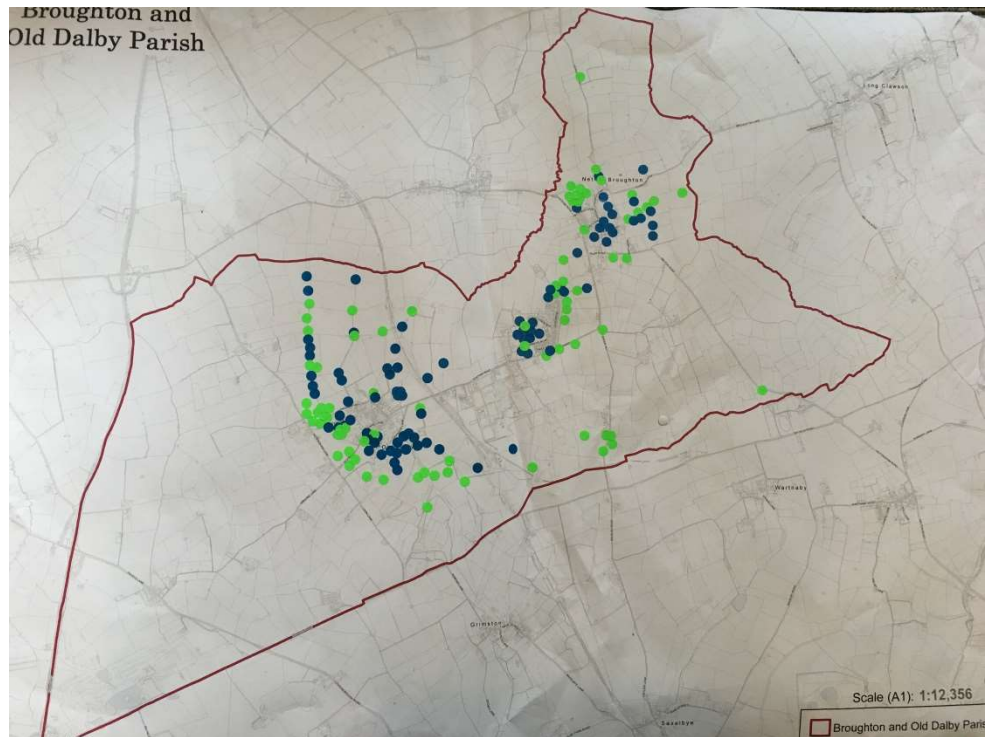 Broughton and
Old Dalby Parish
Long Clawson
Broughton
Wartnaby
Grimston
Saxelbye
Scale (A1): 1:12,356
Broughton and Old Dalby Paris